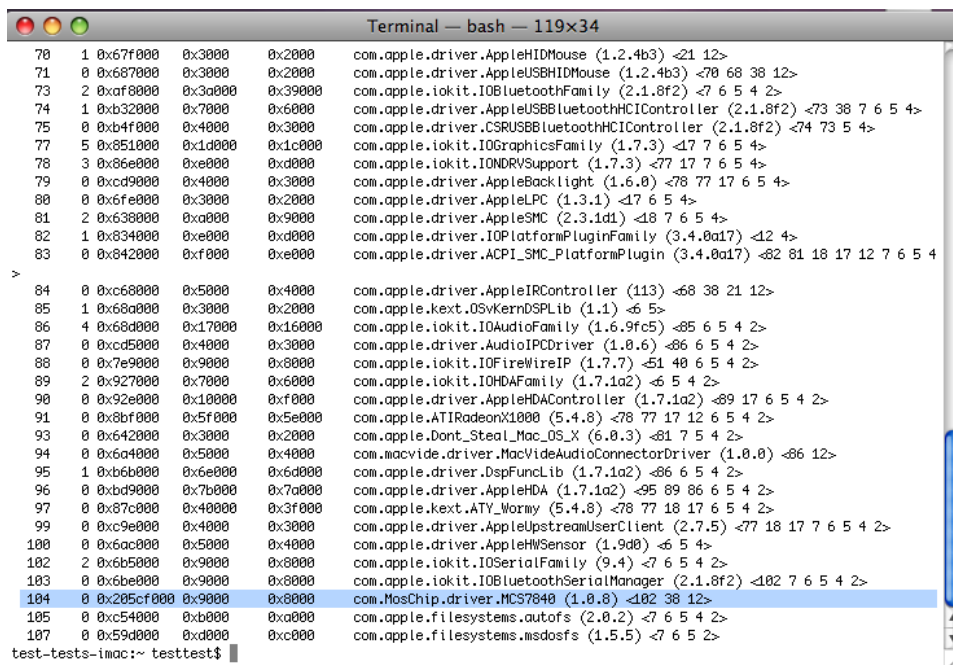 Terminal — bash — 119×34
70 1 0x67f000 0x3000 0x2000 com.apple.driver.AppleHIDMouse (1.2.4b3) <21 12>
71 0 0x687000 0x3000 0x2000 com.apple.driver.AppleUSBHIDMouse (1.2.4b3) <70 68 38 12>
73 2 0xaf8000 0x3a000 0x39000 com.apple.iokit.IOBluetoothFamily (2.1.8f2) <7 6 5 4 2>
74 1 0xb32000 0x7000 0x6000 com.apple.driver.AppleUSBBluetoothHCIController (2.1.8f2) <73 38 7 6 5 4>
75 0 0xb4f000 0x4000 0x3000 com.apple.driver.CSRUSBBluetoothHCIController (2.1.8f2) <74 73 5 4>
77 5 0x851000 0x1d000 0x1c000 com.apple.iokit.IOGraphicsFamily (1.7.3) <17 7 6 5 4>
78 3 0x86e000 0xe000 0xd000 com.apple.iokit.IONDRVSupport (1.7.3) <77 17 7 6 5 4>
79 0 0xcd9000 0x4000 0x3000 com.apple.driver.AppleBacklight (1.6.0) <78 77 17 6 5 4>
80 0 0x6fe000 0x3000 0x2000 com.apple.driver.AppleLPC (1.3.1) <17 6 5 4>
81 2 0x638000 0xa000 0x9000 com.apple.driver.AppleSMC (2.3.1d1) <18 7 6 5 4>
82 1 0x834000 0xe000 0xd000 com.apple.driver.IOPlatformPluginFamily (3.4.0a17) <12 4>
83 0 0x842000 0xf000 0xe000 com.apple.driver.ACPI_SMC_PlatformPlugin (3.4.0a17) <82 81 18 17 12 7 6 5 4
>
84 0 0xc68000 0x5000 0x4000 com.apple.driver.AppleIRController (113) <68 38 21 12>
85 1 0x68a000 0x3000 0x2000 com.apple.kext.OSvKernDSPLib (1.1) <6 5>
86 4 0x68d000 0x17000 0x16000 com.apple.iokit.IOAudioFamily (1.6.9fc5) <85 6 5 4 2>
87 0 0xcd5000 0x4000 0x3000 com.apple.driver.AudioIPCDriver (1.0.6) <86 6 5 4 2>
88 0 0x7e9000 0x9000 0x8000 com.apple.iokit.IOFireWireIP (1.7.7) <51 40 6 5 4 2>
89 2 0x927000 0x7000 0x6000 com.apple.iokit.IOHDAFamily (1.7.1a2) <6 5 4 2>
90 0 0x92e000 0x10000 0xf000 com.apple.driver.AppleHDAController (1.7.1a2) <89 17 6 5 4 2>
91 0 0x8bf000 0x5f000 0x5e000 com.apple.ATIRadeonX1000 (5.4.8) <78 77 17 12 6 5 4 2>
93 0 0x642000 0x3000 0x2000 com.apple.Dont_Steal_Mac_OS_X (6.0.3) <81 7 5 4 2>
94 0 0x6a4000 0x5000 0x4000 com.macvide.driver.MacVideAudioConnectorDriver (1.0.0) <86 12>
95 1 0xb6b000 0x6e000 0x6d000 com.apple.driver.DspFuncLib (1.7.1a2) <86 6 5 4 2>
96 0 0xbd9000 0x7b000 0x7a000 com.apple.driver.AppleHDA (1.7.1a2) <95 89 86 6 5 4 2>
97 0 0x87c000 0x40000 0x3f000 com.apple.kext.ATY_Wormy (5.4.8) <78 77 18 17 6 5 4 2>
99 0 0xc9e000 0x4000 0x3000 com.apple.driver.AppleUpstreamUserClient (2.7.5) <77 18 17 7 6 5 4 2>
100 0 0x6ac000 0x5000 0x4000 com.apple.driver.AppleHWSensor (1.9d0) <6 5 4>
102 2 0x6b5000 0x9000 0x8000 com.apple.iokit.IOSerialFamily (9.4) <7 6 5 4 2>
103 0 0x6be000 0x9000 0x8000 com.apple.iokit.IOBluetoothSerialManager (2.1.8f2) <102 7 6 5 4 2>
104 0 0x205cf000 0x9000 0x8000 com.MosChip.driver.MCS7840 (1.0.8) <102 38 12>
105 0 0xc54000 0xb000 0xa000 com.apple.filesystems.autofs (2.0.2) <7 6 5 4 2>
107 0 0x59d000 0xd000 0xc000 com.apple.filesystems.msdosfs (1.5.5) <7 6 5 2>
test-tests-imac:~ testtest$